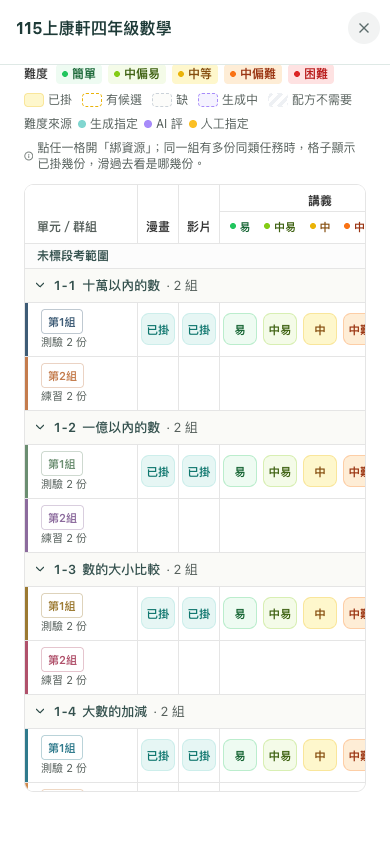 115上康軒四年級數學
難度 簡單 中偏易 中等 中偏難 困難
已掛 有候選 缺 生成中 配方不需要
難度來源 生成指定 AI 評 人工指定
點任一格開「綁資源」；同一組有多份同類任務時，格子顯示
已掛幾份，滑過去看是哪幾份。
講義
單元 / 群組 漫畫 影片 易 中易 中 中
未標段考範圍
1-1 十萬以內的數 · 2 組
第1組
測驗 2 份
已掛 已掛 易 中易 中 中難
第2組
練習 2 份
1-2 一億以內的數 · 2 組
第1組
測驗 2 份
已掛 已掛 易 中易 中 中難
第2組
練習 2 份
1-3 數的大小比較 · 2 組
第1組
測驗 2 份
已掛 已掛 易 中易 中 中難
第2組
練習 2 份
1-4 大數的加減 · 2 組
第1組
測驗 2 份
已掛 已掛 易 中易 中 中難